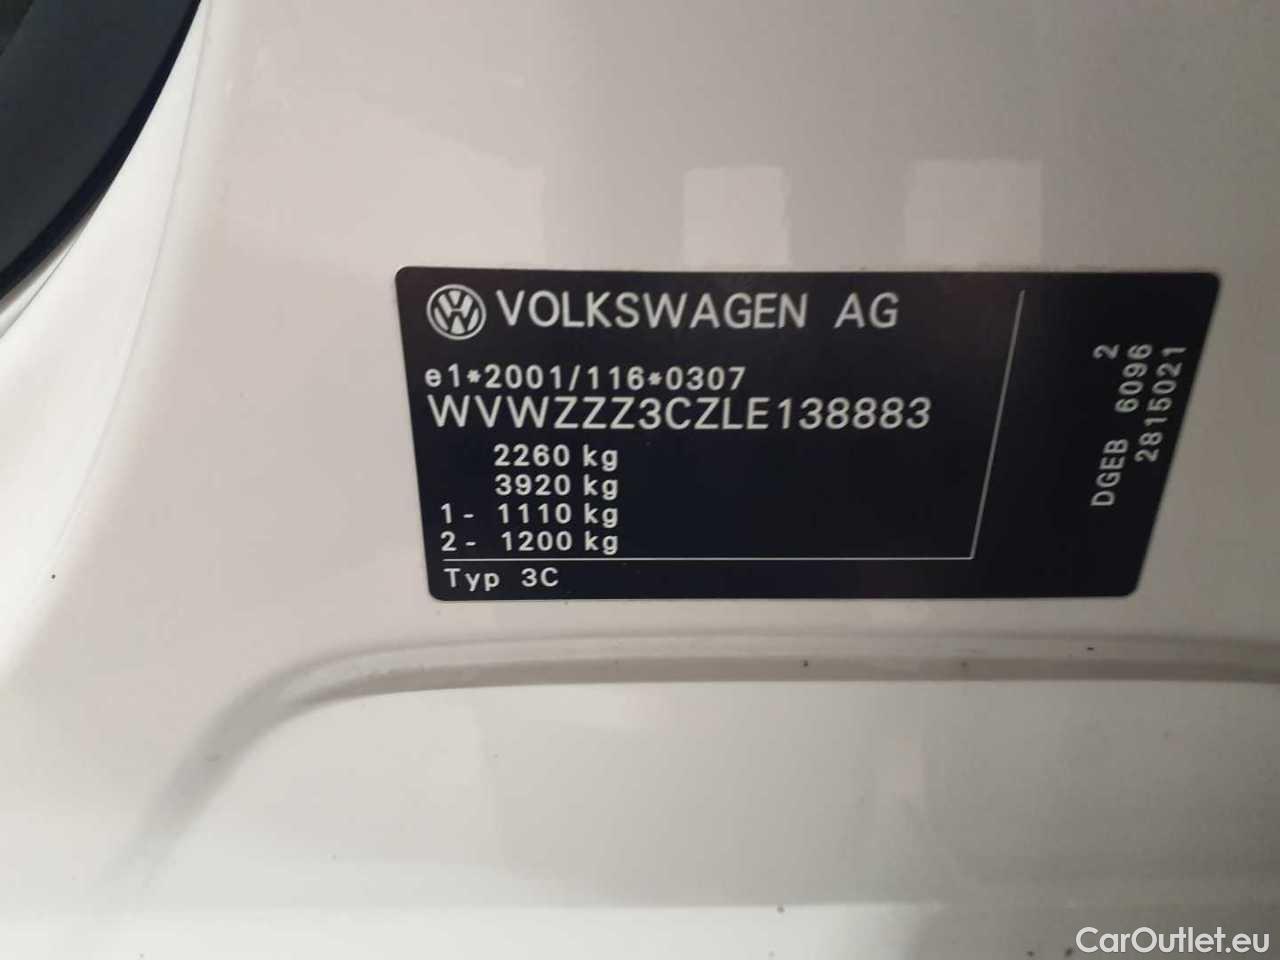 VOLKSWAGEN AG
e1*2001/116*0307
WVWZZZ3CZLE138883
2260 kg
3920 kg
1- 1110 kg
2- 1200 kg
Typ 3C
2
DGEB 6096
2815021
CarOutlet.eu